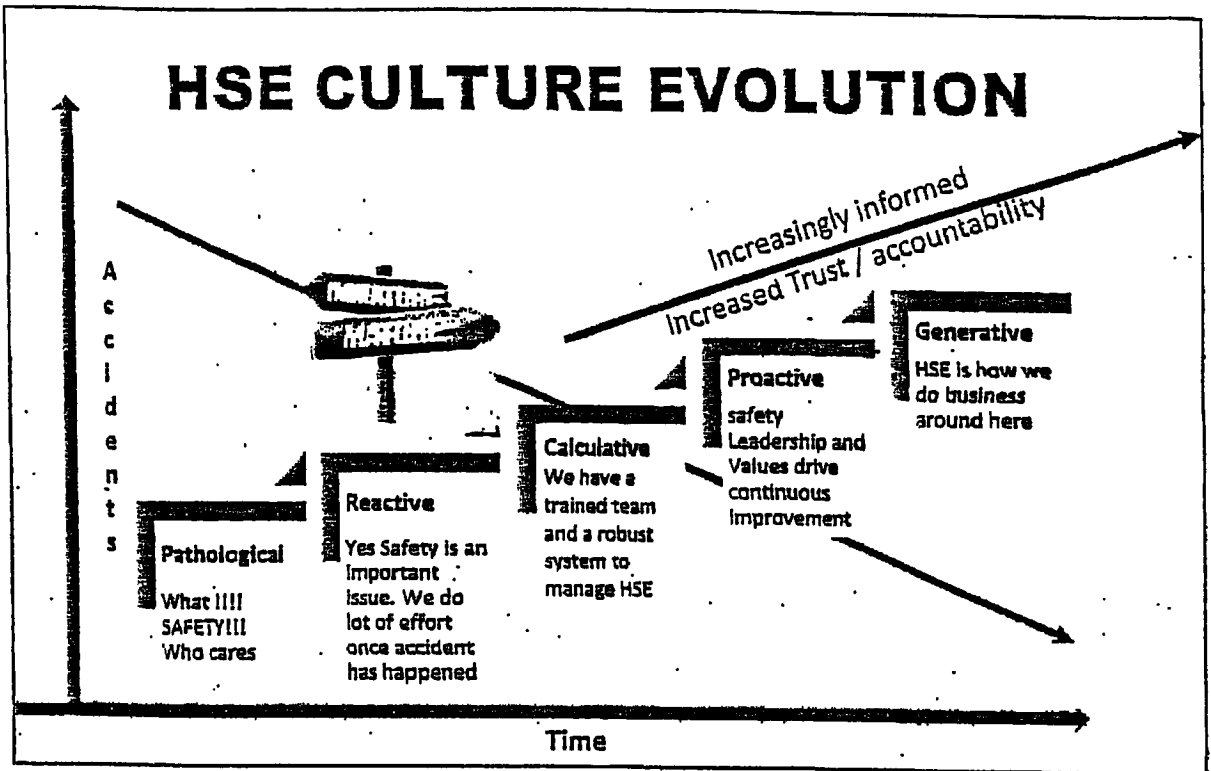 HSE CULTURE EVOLUTION
Accidents
Increasingly informed
Increased Trust / accountability
Pathological
What !!!!
SAFETY!!!
Who cares
Reactive
Yes Safety is an
important
issue. We do
lot of effort
once accident
has happened
Calculative
We have a
trained team
and a robust
system to
manage HSE
Proactive
safety
Leadership and
Values drive
continuous
improvement
Generative
HSE is how we
do business
around here
Time